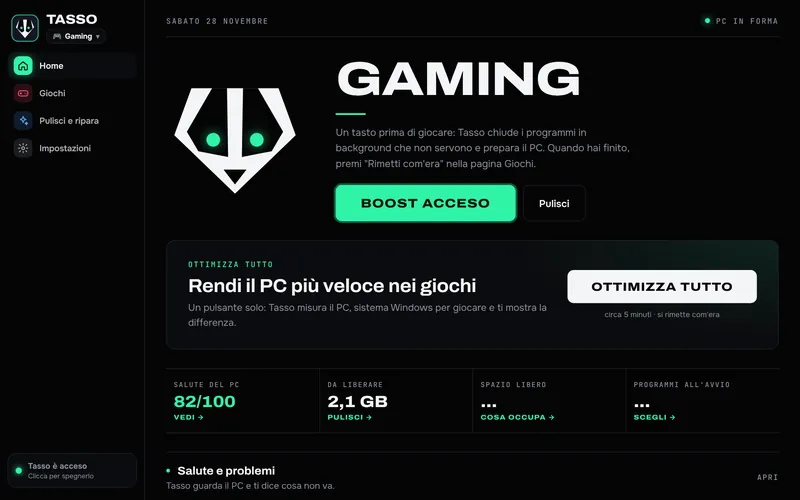 TASSO
Gaming
Home
Giochi
Pulisci e ripara
Impostazioni
Tasso è acceso
Clicca per spegnerlo
SABATO 28 NOVEMBRE
PC IN FORMA
GAMING
Un tasto prima di giocare: Tasso chiude i programmi in
background che non servono e prepara il PC. Quando hai finito,
premi "Rimetti com'era" nella pagina Giochi.
BOOST ACCESO
Pulisci
OTTIMIZZA TUTTO
Rendi il PC più veloce nei giochi
Un pulsante solo: Tasso misura il PC, sistema Windows per giocare e ti mostra la
differenza.
OTTIMIZZA TUTTO
circa 5 minuti · si rimette com'era
SALUTE DEL PC
82/100
VEDI →
DA LIBERARE
2,1 GB
PULISCI →
SPAZIO LIBERO
...
COSA OCCUPA →
PROGRAMMI ALL'AVVIO
...
SCEGLI →
Salute e problemi
Tasso guarda il PC e ti dice cosa non va.
APRI